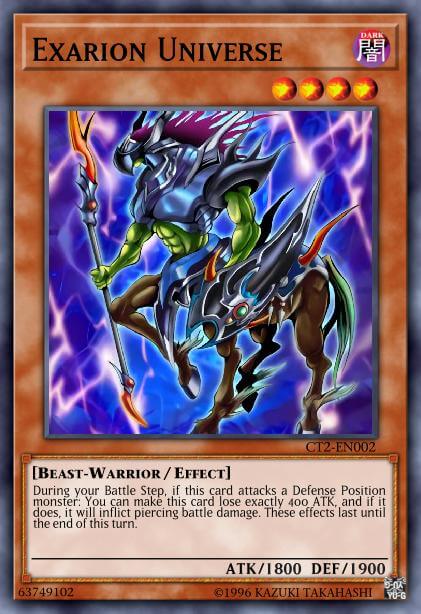 Exarion Universe
DARK
闇
CT2-EN002
[Beast-Warrior / Effect]
During your Battle Step, if this card attacks a Defense Position
monster: You can make this card lose exactly 400 ATK, and if it
does, it will inflict piercing battle damage. These effects last until
the end of this turn.
ATK/1800 DEF/1900
63749102
©1996 KAZUKI TAKAHASHI